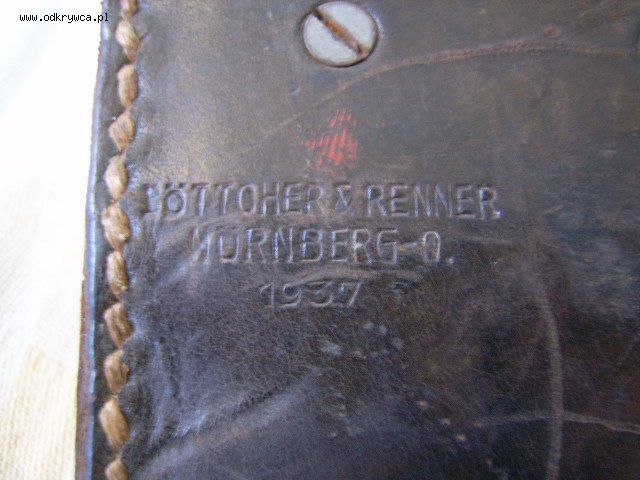 www.odkrywca.pl
BÖTTCHER & RENNER
NÜRNBERG-O.
1937